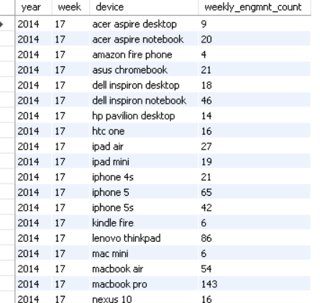 year week device weekly_engmnt_count
2014 17 acer aspire desktop 9
2014 17 acer aspire notebook 20
2014 17 amazon fire phone 4
2014 17 asus chromebook 21
2014 17 dell inspiron desktop 18
2014 17 dell inspiron notebook 46
2014 17 hp pavilion desktop 14
2014 17 htc one 16
2014 17 ipad air 27
2014 17 ipad mini 19
2014 17 iphone 4s 21
2014 17 iphone 5 65
2014 17 iphone 5s 42
2014 17 kindle fire 6
2014 17 lenovo thinkpad 86
2014 17 mac mini 6
2014 17 macbook air 54
2014 17 macbook pro 143
2014 17 nexus 10 16